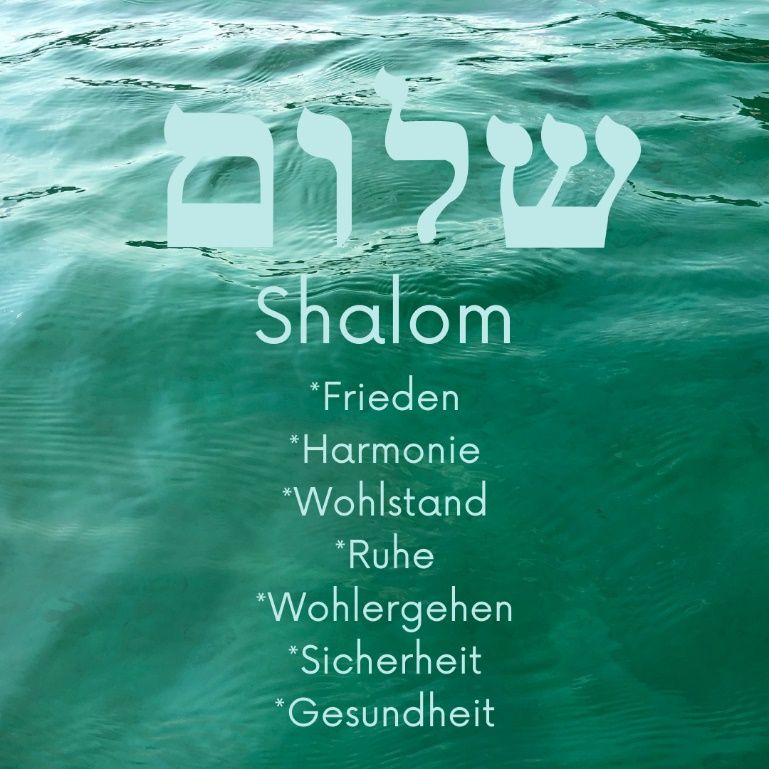 שלום
Shalom
*Frieden
*Harmonie
*Wohlstand
*Ruhe
*Wohlergehen
*Sicherheit
*Gesundheit